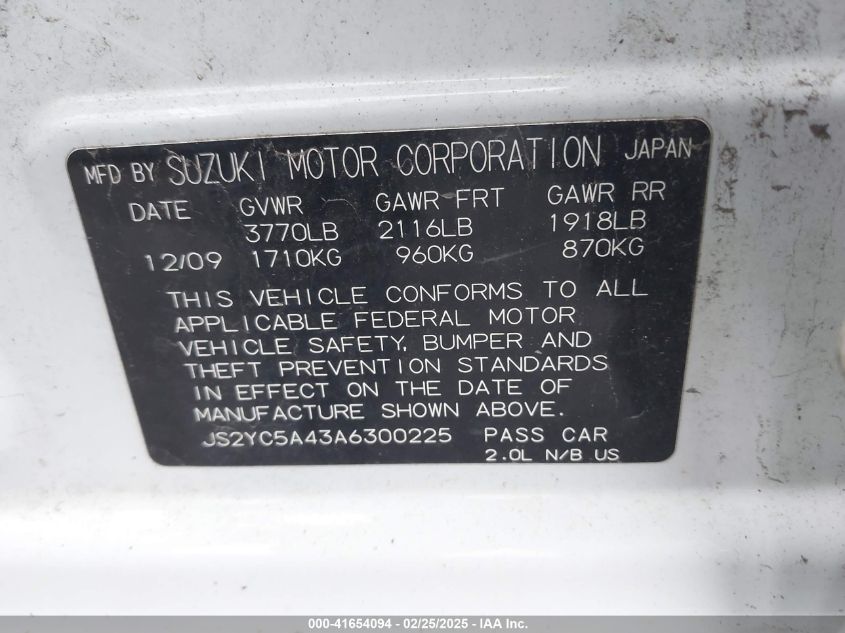 MFD BY SUZUKI MOTOR CORPORATION JAPAN
DATE GVWR GAWR FRT GAWR RR
3770LB 2116LB 1918LB
12/09 1710KG 960KG 870KG
THIS VEHICLE CONFORMS TO ALL
APPLICABLE FEDERAL MOTOR
VEHICLE SAFETY, BUMPER AND
THEFT PREVENTION STANDARDS
IN EFFECT ON THE DATE OF
MANUFACTURE SHOWN ABOVE.
JS2YC5A43A6300225 PASS CAR
2.0L N/B US
000-41654094 - 02/25/2025 - IAA Inc.